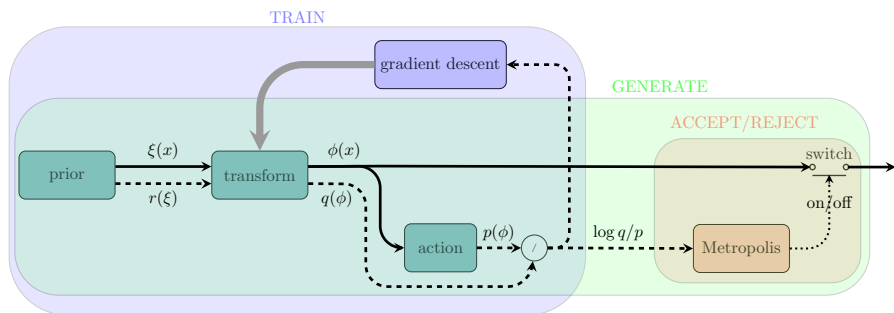 TRAIN
gradient descent
GENERATE
ACCEPT/REJECT
ξ(x)
ϕ(x)
switch
prior
transform
r(ξ)
q(ϕ)
on/off
p(ϕ)
log q/p
action
/
Metropolis